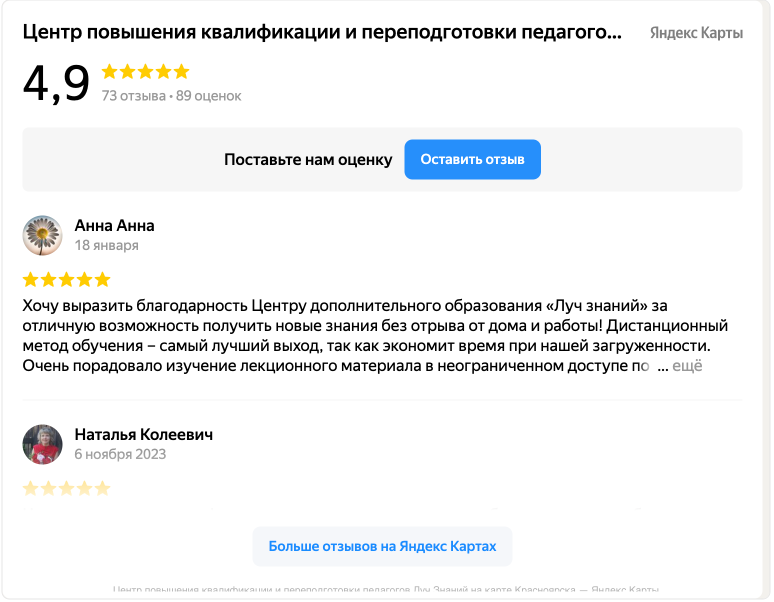 Центр повышения квалификации и переподготовки педагого...
Яндекс Карты
4,9
73 отзыва • 89 оценок
Поставьте нам оценку
Оставить отзыв
Анна Анна
18 января
Хочу выразить благодарность Центру дополнительного образования «Луч знаний» за
отличную возможность получить новые знания без отрыва от дома и работы! Дистанционный
метод обучения – самый лучший выход, так как экономит время при нашей загруженности.
Очень порадовало изучение лекционного материала в неограниченном доступе по ... ещё
Наталья Колеевич
6 ноября 2023
Больше отзывов на Яндекс Картах
Центр повышения квалификации и переподготовки педагогов Луч Знаний на карте Красноярска — Яндекс Карты